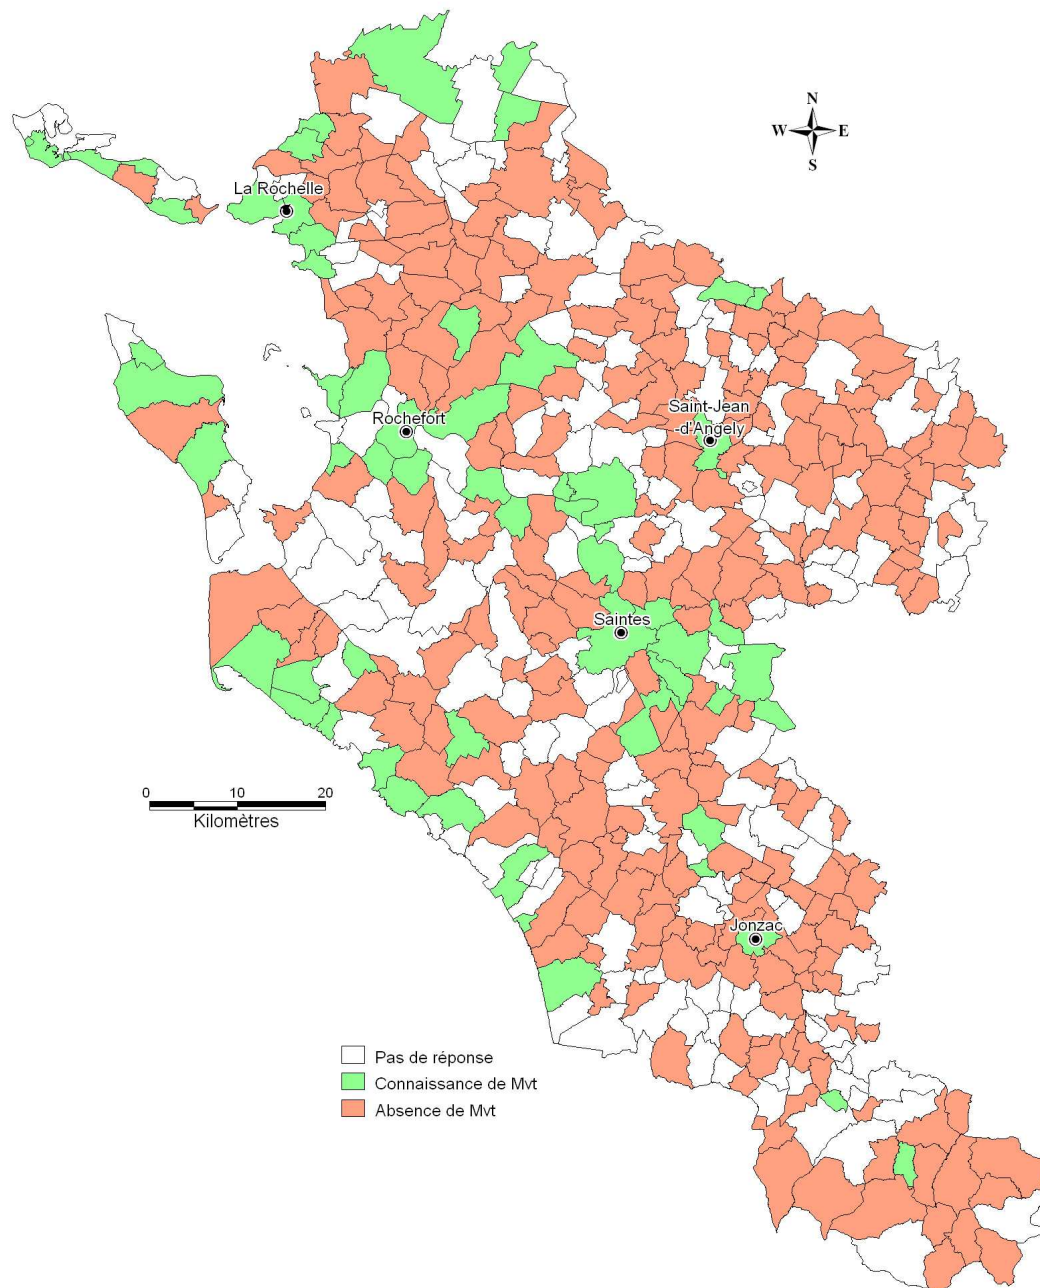 N
W E
S
La Rochelle
Rochefort
Saint-Jean
-d'Angely
Saintes
0 10 20
Kilomètres
Jonzac
Pas de réponse
Connaissance de Mvt
Absence de Mvt